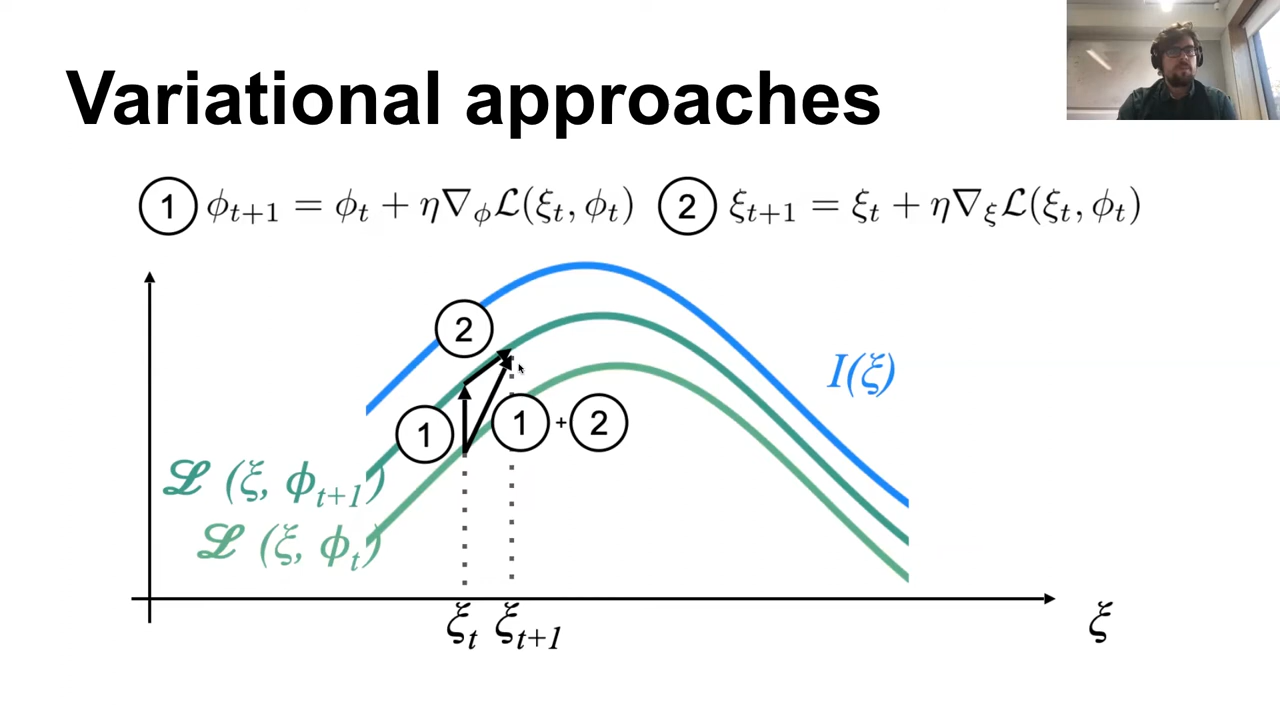 Variational approaches
1 ϕ_{t+1} = ϕ_t + η∇_ϕ ℒ(ξ_t, ϕ_t) 2 ξ_{t+1} = ξ_t + η∇_ξ ℒ(ξ_t, ϕ_t)
2
I(ξ)
1
1 + 2
ℒ (ξ, ϕ_{t+1})
ℒ (ξ, ϕ_t)
ξ_t ξ_{t+1} ξ